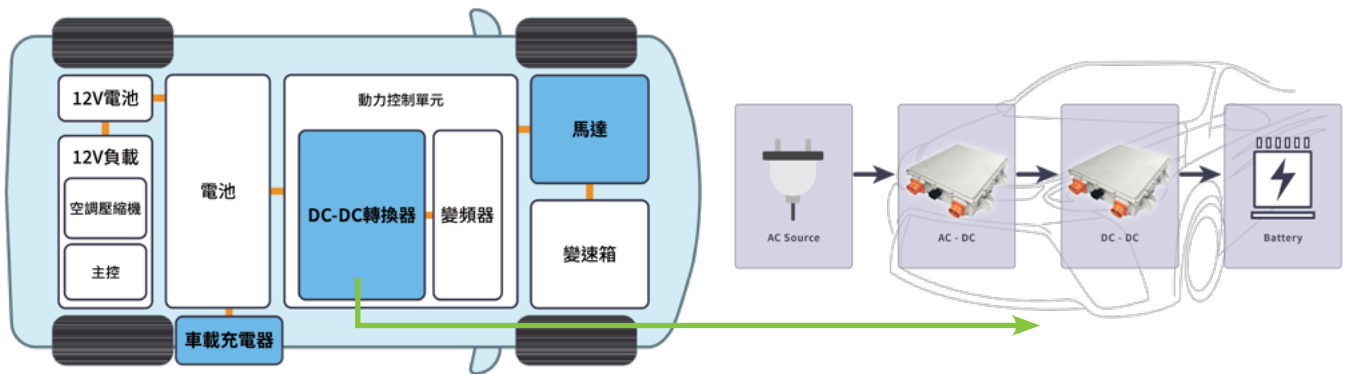 12V電池
12V負載
空調壓縮機
主控
電池
車載充電器
動力控制單元
DC-DC轉換器
變頻器
馬達
變速箱
AC Source
AC - DC
DC - DC
Battery